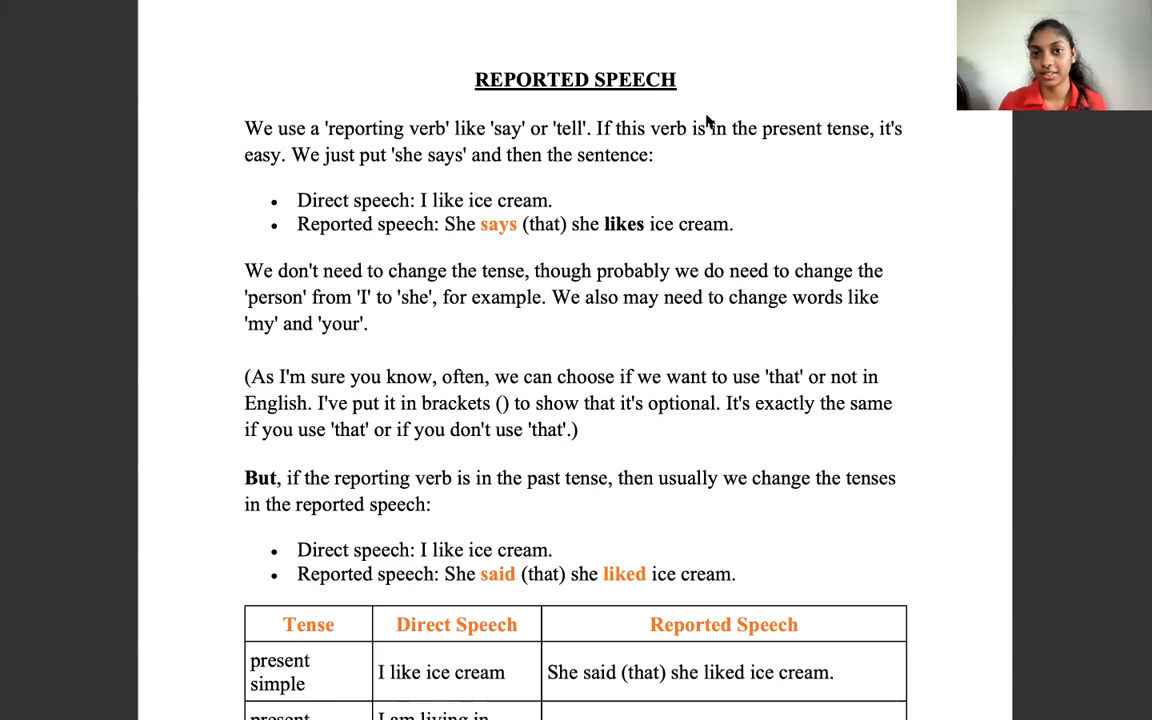 REPORTED SPEECH
We use a 'reporting verb' like 'say' or 'tell'. If this verb is in the present tense, it's
easy. We just put 'she says' and then the sentence:
• Direct speech: I like ice cream.
• Reported speech: She says (that) she likes ice cream.
We don't need to change the tense, though probably we do need to change the
'person' from 'I' to 'she', for example. We also may need to change words like
'my' and 'your'.
(As I'm sure you know, often, we can choose if we want to use 'that' or not in
English. I've put it in brackets () to show that it's optional. It's exactly the same
if you use 'that' or if you don't use 'that'.)
But, if the reporting verb is in the past tense, then usually we change the tenses
in the reported speech:
• Direct speech: I like ice cream.
• Reported speech: She said (that) she liked ice cream.
Tense Direct Speech Reported Speech
present
simple
I like ice cream
She said (that) she liked ice cream.
present
I am living in